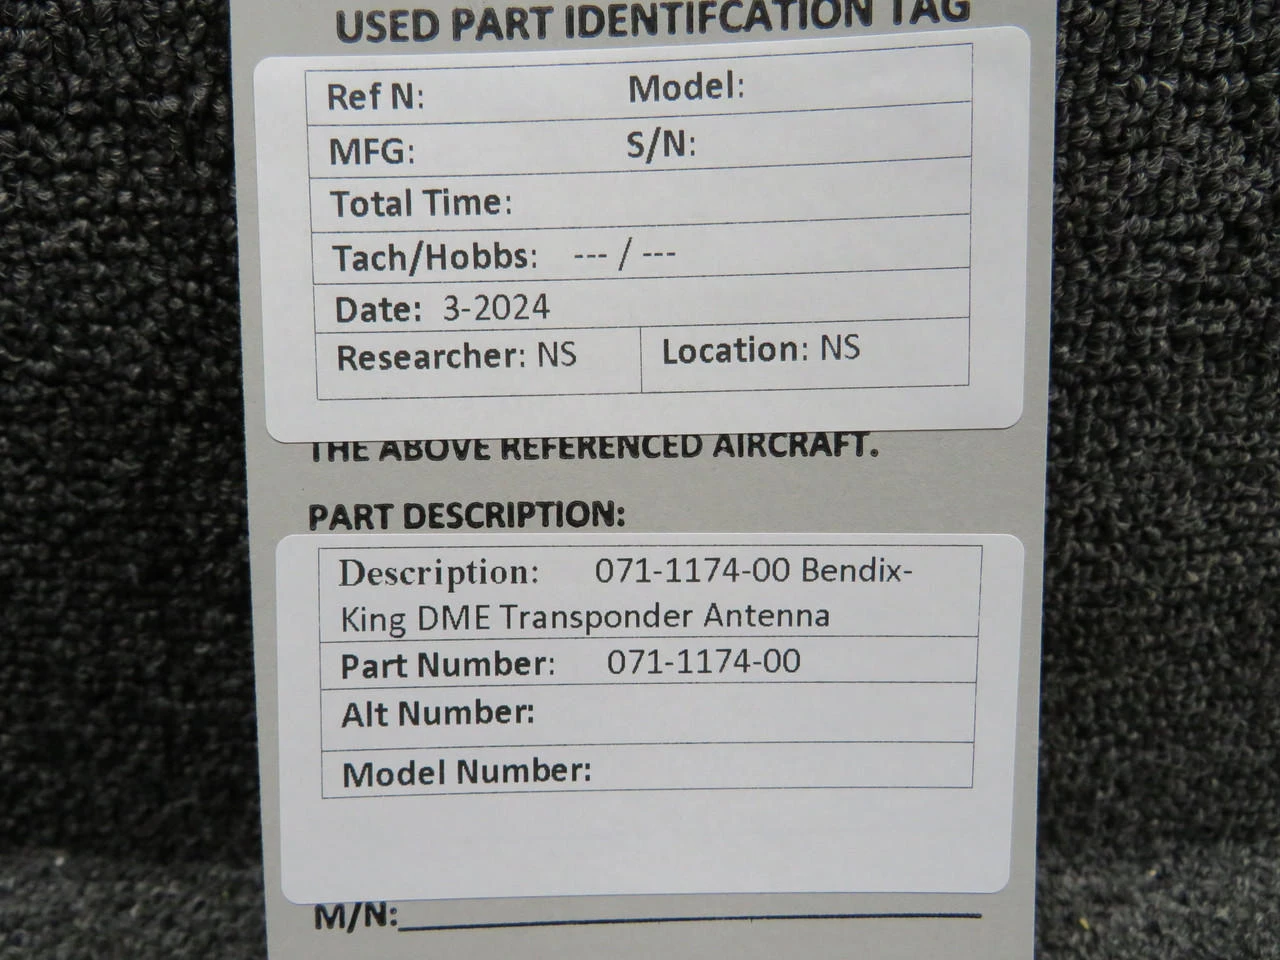 USED PART IDENTIFCATION TAG
Ref N: Model:
MFG: S/N:
Total Time:
Tach/Hobbs: --- / ---
Date: 3-2024
Researcher: NS Location: NS
THE ABOVE REFERENCED AIRCRAFT.
PART DESCRIPTION:
Description: 071-1174-00 Bendix-
King DME Transponder Antenna
Part Number: 071-1174-00
Alt Number:
Model Number:
M/N: